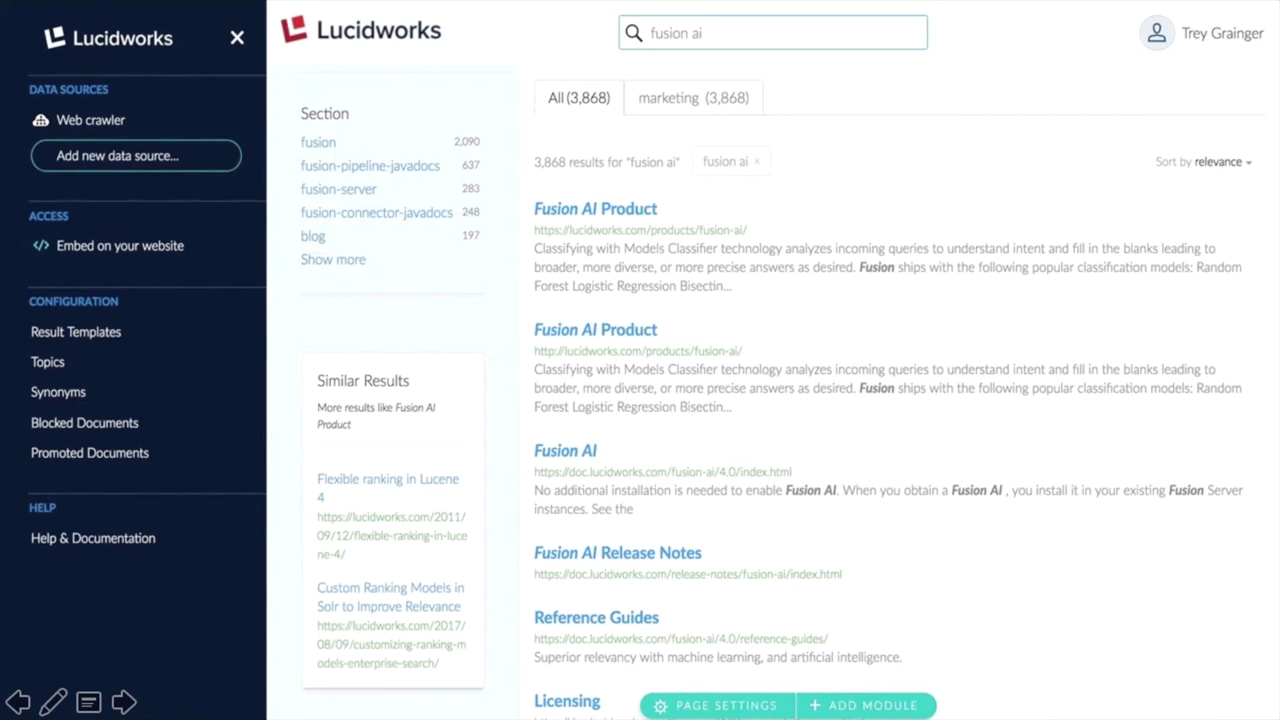 Lucidworks
DATA SOURCES
Web crawler
Add new data source...
ACCESS
Embed on your website
CONFIGURATION
Result Templates
Topics
Synonyms
Blocked Documents
Promoted Documents
HELP
Help & Documentation
Lucidworks
fusion ai
Trey Grainger
Section
fusion 2,090
fusion-pipeline-javadocs 637
fusion-server 283
fusion-connector-javadocs 248
blog 197
Show more
Similar Results
More results like Fusion AI
Product
Flexible ranking in Lucene
4
https://lucidworks.com/2011/
09/12/flexible-ranking-in-luce
ne-4/
Custom Ranking Models in
Solr to Improve Relevance
https://lucidworks.com/2017/
08/09/customizing-ranking-m
odels-enterprise-search/
All (3,868) marketing (3,868)
3,868 results for "fusion ai" fusion ai × Sort by relevance
Fusion AI Product
https://lucidworks.com/products/fusion-ai/
Classifying with Models Classifier technology analyzes incoming queries to understand intent and fill in the blanks leading to
broader, more diverse, or more precise answers as desired. Fusion ships with the following popular classification models: Random
Forest Logistic Regression Bisectin...
Fusion AI Product
http://lucidworks.com/products/fusion-ai/
Classifying with Models Classifier technology analyzes incoming queries to understand intent and fill in the blanks leading to
broader, more diverse, or more precise answers as desired. Fusion ships with the following popular classification models: Random
Forest Logistic Regression Bisectin...
Fusion AI
https://doc.lucidworks.com/fusion-ai/4.0/index.html
No additional installation is needed to enable Fusion AI. When you obtain a Fusion AI , you install it in your existing Fusion Server
instances. See the
Fusion AI Release Notes
https://doc.lucidworks.com/release-notes/fusion-ai/index.html
Reference Guides
https://doc.lucidworks.com/fusion-ai/4.0/reference-guides/
Superior relevancy with machine learning, and artificial intelligence.
Licensing
PAGE SETTINGS + ADD MODULE